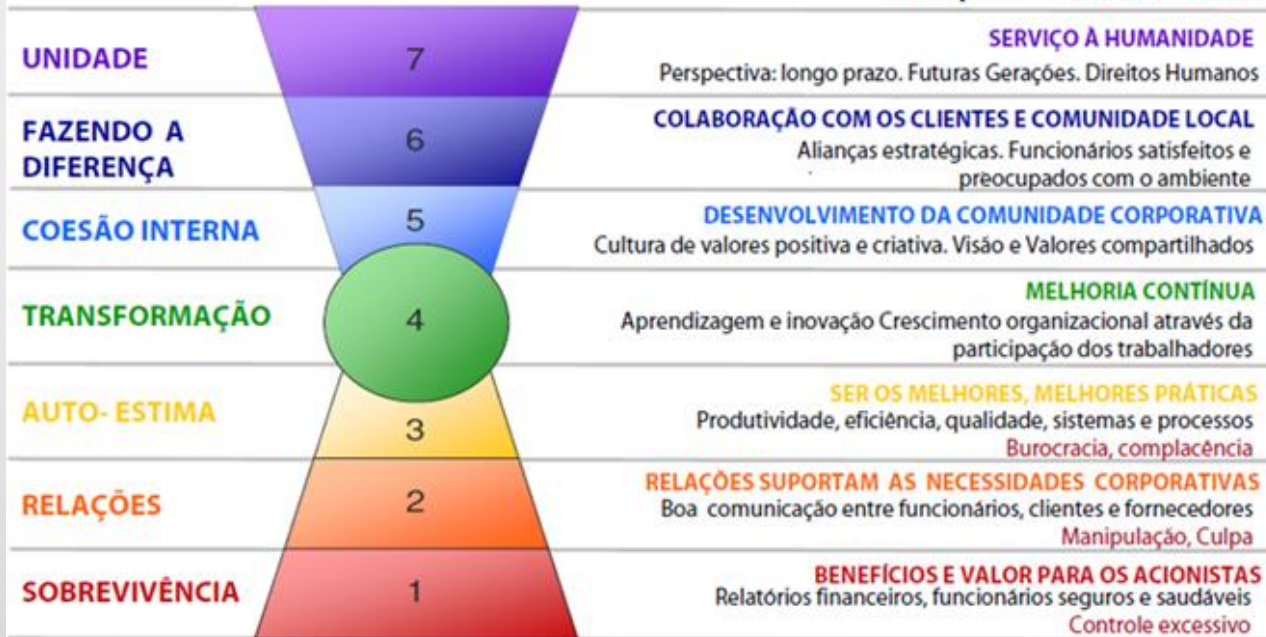 UNIDADE
7
SERVIÇO À HUMANIDADE
Perspectiva: longo prazo. Futuras Gerações. Direitos Humanos
FAZENDO A
DIFERENÇA
6
COLABORAÇÃO COM OS CLIENTES E COMUNIDADE LOCAL
Alianças estratégicas. Funcionários satisfeitos e
preocupados com o ambiente
COESÃO INTERNA
5
DESENVOLVIMENTO DA COMUNIDADE CORPORATIVA
Cultura de valores positiva e criativa. Visão e Valores compartilhados
TRANSFORMAÇÃO
4
MELHORIA CONTÍNUA
Aprendizagem e inovação Crescimento organizacional através da
participação dos trabalhadores
AUTO- ESTIMA
3
SER OS MELHORES, MELHORES PRÁTICAS
Produtividade, eficiência, qualidade, sistemas e processos
Burocracia, complacência
RELAÇÕES
2
RELAÇÕES SUPORTAM AS NECESSIDADES CORPORATIVAS
Boa comunicação entre funcionários, clientes e fornecedores
Manipulação, Culpa
SOBREVIVÊNCIA
1
BENEFÍCIOS E VALOR PARA OS ACIONISTAS
Relatórios financeiros, funcionários seguros e saudáveis
Controle excessivo